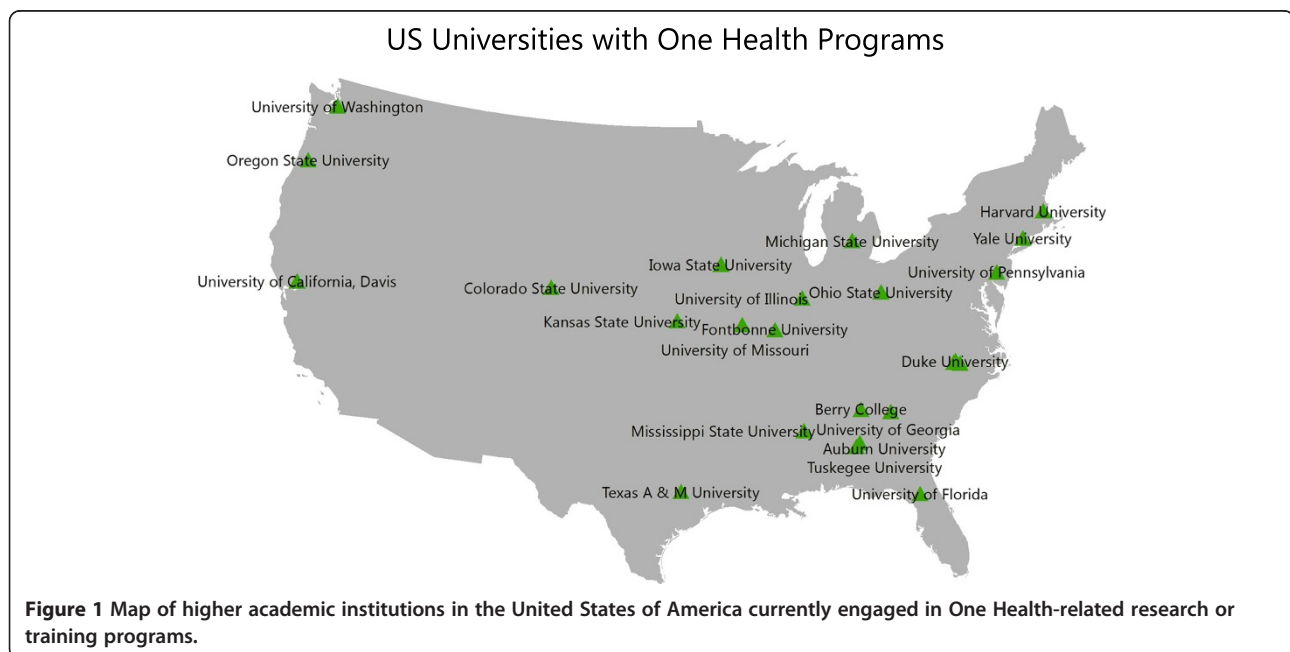 US Universities with One Health Programs
University of Washington
Oregon State University
Harvard University
Yale University
Michigan State University
Iowa State University
University of Pennsylvania
University of California, Davis
Colorado State University
Ohio State University
University of Illinois
Kansas State University
Fontbonne University
University of Missouri
Duke University
Berry College
Mississippi State University
University of Georgia
Auburn University
Tuskegee University
Texas A & M University
University of Florida
Figure 1 Map of higher academic institutions in the United States of America currently engaged in One Health-related research or
training programs.